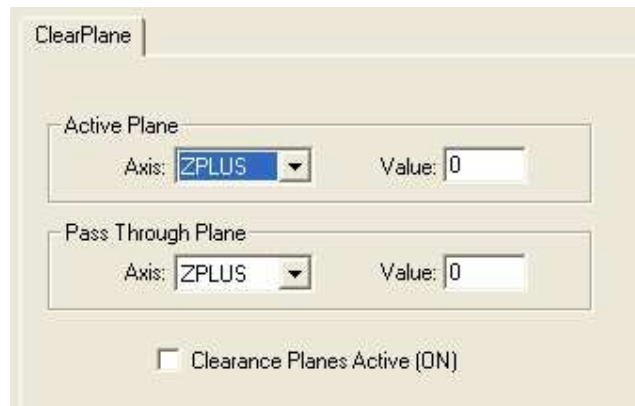 ClearPlane
Active Plane
Axis: ZPLUS Value: 0
Pass Through Plane
Axis: ZPLUS Value: 0
Clearance Planes Active (ON)